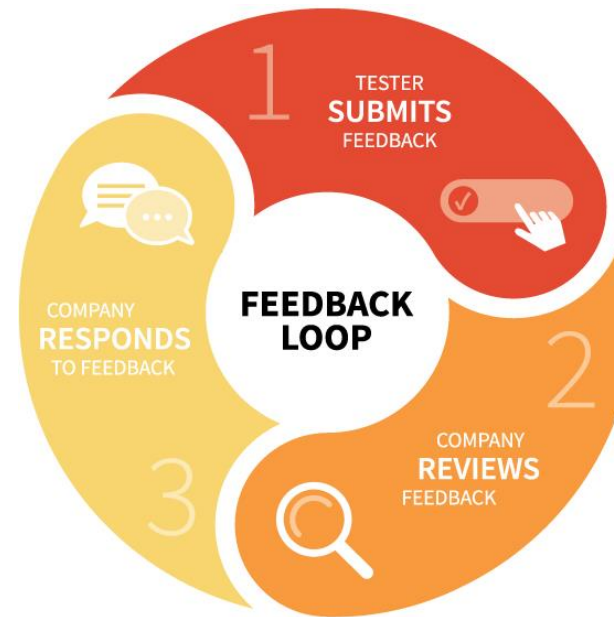 1
TESTER
SUBMITS
FEEDBACK
FEEDBACK
LOOP
2
COMPANY
REVIEWS
FEEDBACK
COMPANY
RESPONDS
TO FEEDBACK
3